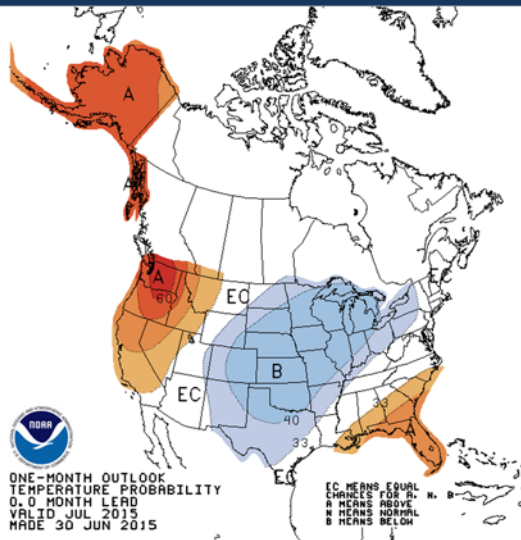 A
A
A
60
EC
EC
B
EC
40
33
33
EC
NOAA
ONE-MONTH OUTLOOK
TEMPERATURE PROBABILITY
0.0 MONTH LEAD
VALID JUL 2015
MADE 30 JUN 2015
EC MEANS EQUAL
CHANCES FOR A, N, B
A MEANS ABOVE
N MEANS NORMAL
B MEANS BELOW